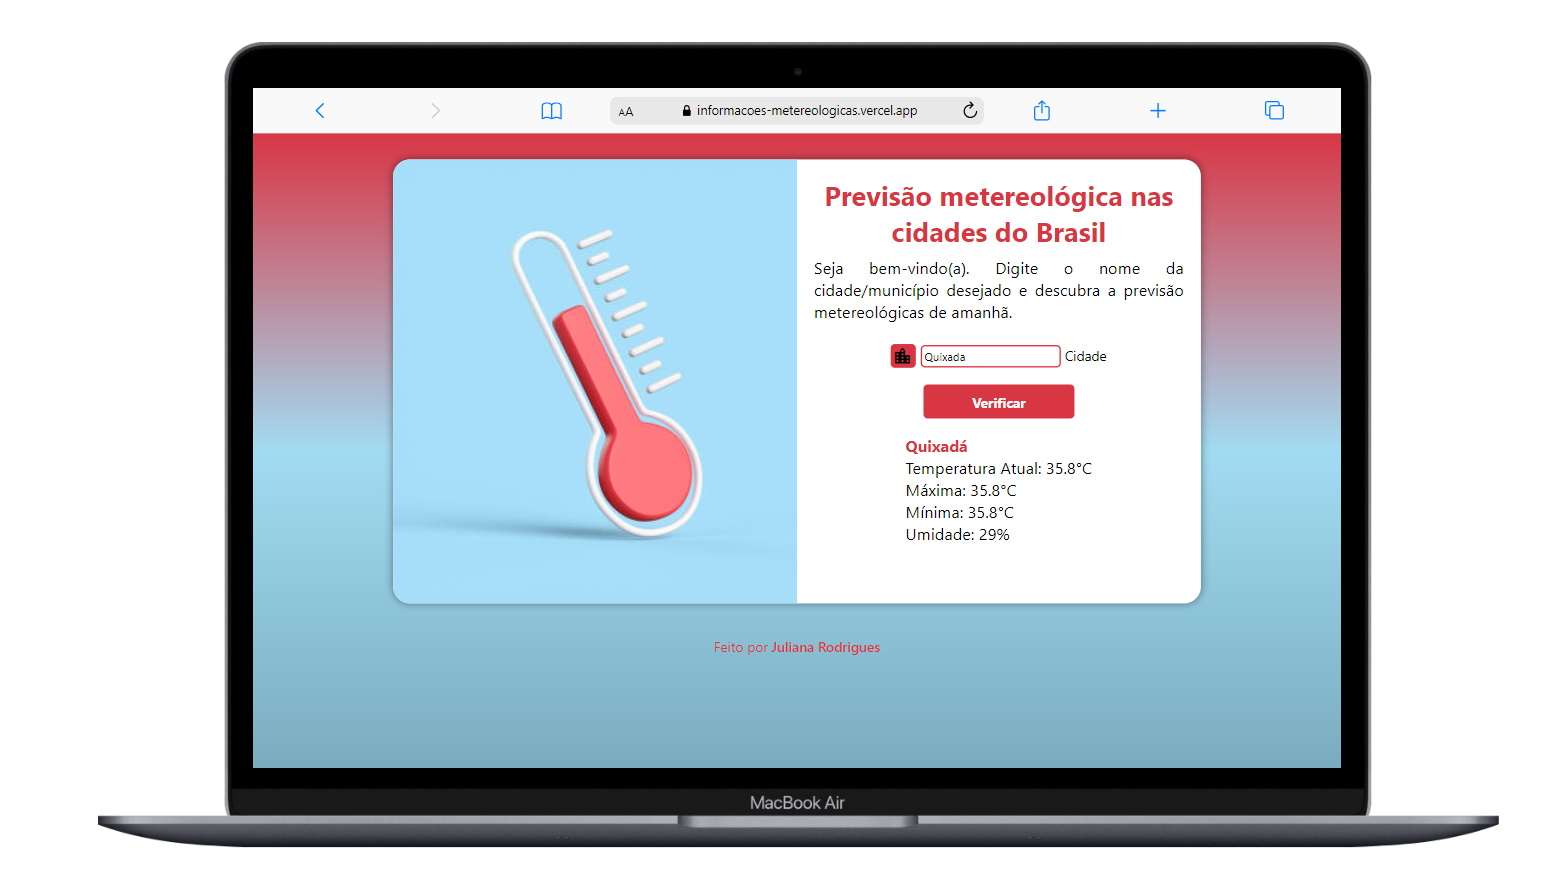 AA informacoes-metereologicas.vercel.app
Previsão metereológica nas
cidades do Brasil
Seja bem-vindo(a). Digite o nome da
cidade/município desejado e descubra a previsão
metereológicas de amanhã.
Quixada Cidade
Verificar
Quixadá
Temperatura Atual: 35.8°C
Máxima: 35.8°C
Mínima: 35.8°C
Umidade: 29%
Feito por Juliana Rodrigues
MacBook Air